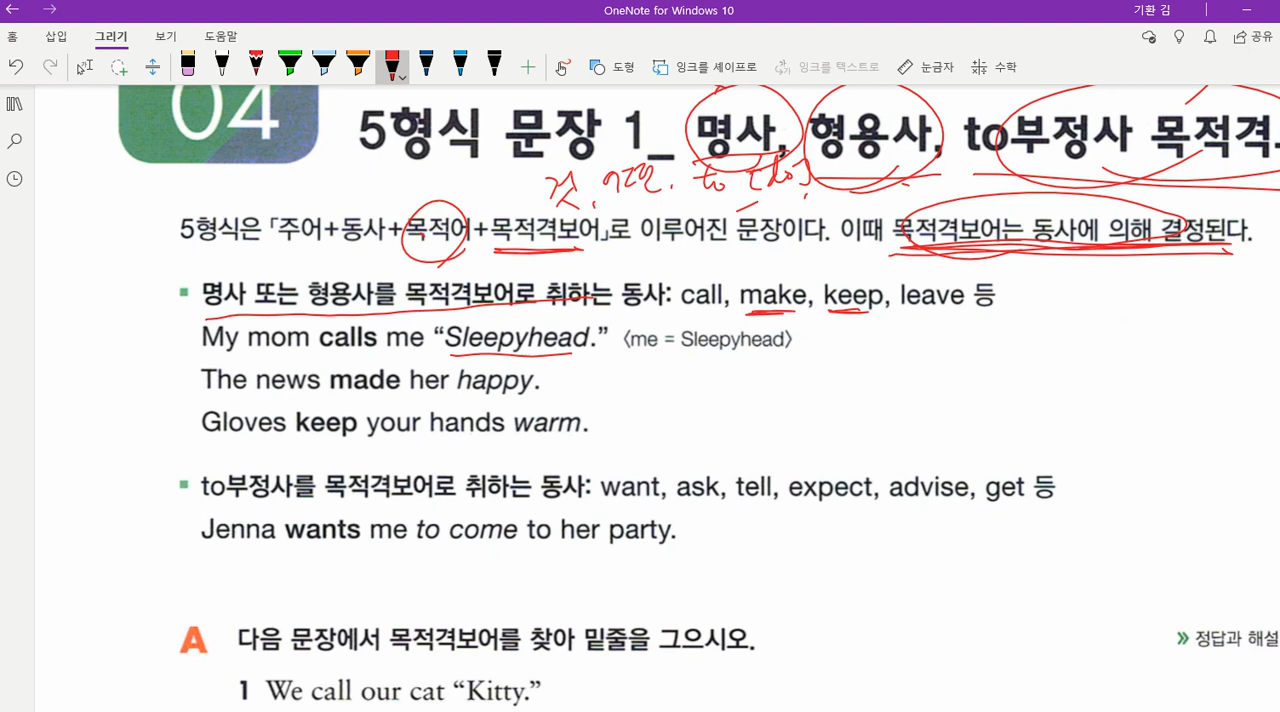 OneNote for Windows 10
기환 김
홈 삽입 그리기 보기 도움말
공유
도형 잉크를 셰이프로 잉크를 텍스트로 눈금자 수학
04
5형식 문장 1_ 명사, 형용사, to부정사 목적격
to
5형식은 「주어+동사+목적어+목적격보어」로 이루어진 문장이다. 이때 목적격보어는 동사에 의해 결정된다.
명사 또는 형용사를 목적격보어로 취하는 동사: call, make, keep, leave 등
My mom calls me “Sleepyhead.” 〈me = Sleepyhead〉
The news made her happy.
Gloves keep your hands warm.
to부정사를 목적격보어로 취하는 동사: want, ask, tell, expect, advise, get 등
Jenna wants me to come to her party.
A 다음 문장에서 목적격보어를 찾아 밑줄을 그으시오.
» 정답과 해설
1 We call our cat “Kitty.”